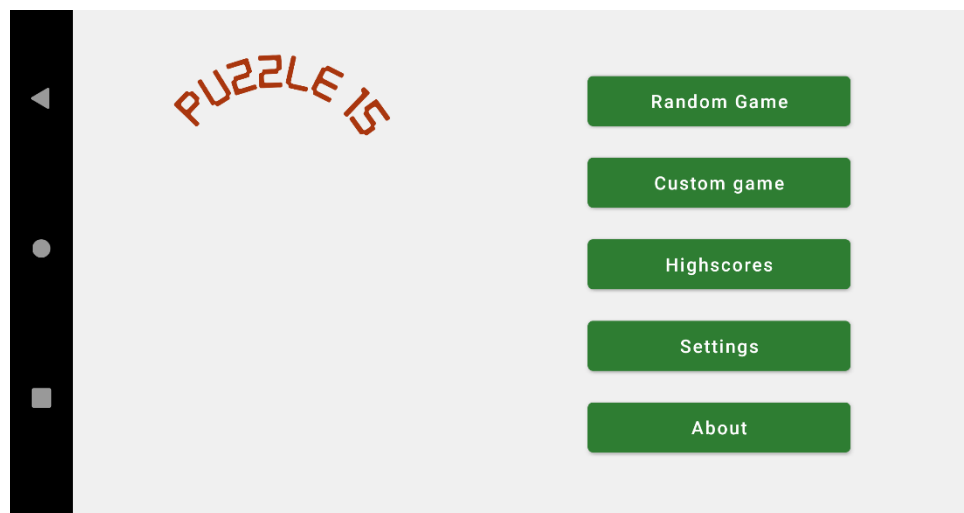 PUZZLE 15
Random Game
Custom game
Highscores
Settings
About